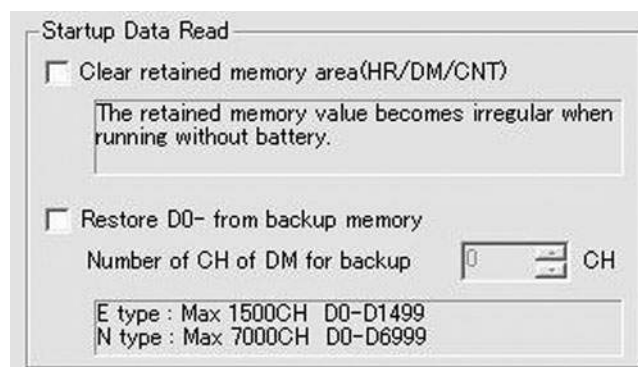 Startup Data Read
Clear retained memory area(HR/DM/CNT)
The retained memory value becomes irregular when
running without battery.
Restore D0- from backup memory
Number of CH of DM for backup 0 CH
E type : Max 1500CH D0-D1499
N type : Max 7000CH D0-D6999